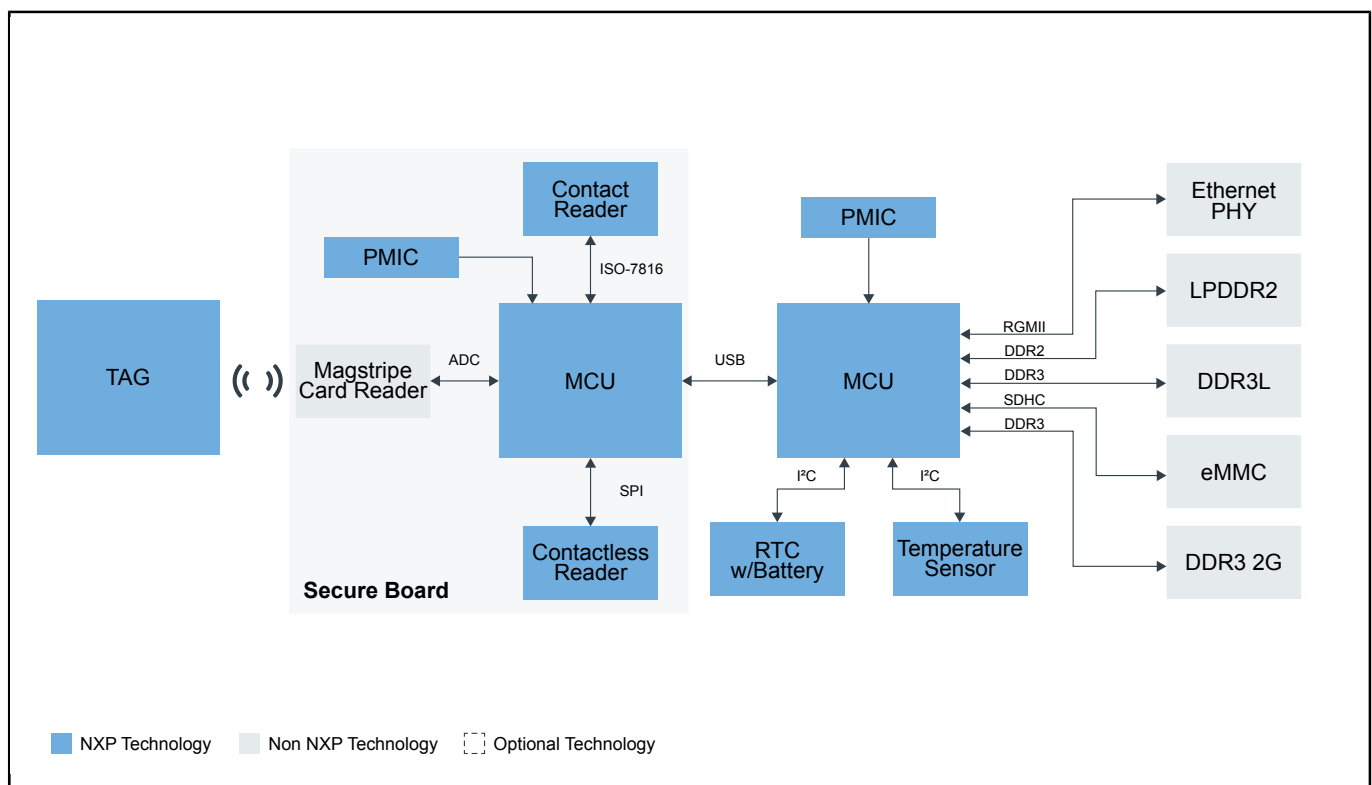 Contact
Reader
Ethernet
PHY
PMIC
PMIC
ISO-7816
LPDDR2
RGMII
TAG
Magstripe
Card Reader
ADC
MCU
USB
MCU
DDR2
DDR3
DDR3L
SDHC
DDR3
eMMC
SPI
I²C
I²C
Contactless
Reader
RTC
w/Battery
Temperature
Sensor
DDR3 2G
Secure Board
NXP Technology
Non NXP Technology
Optional Technology